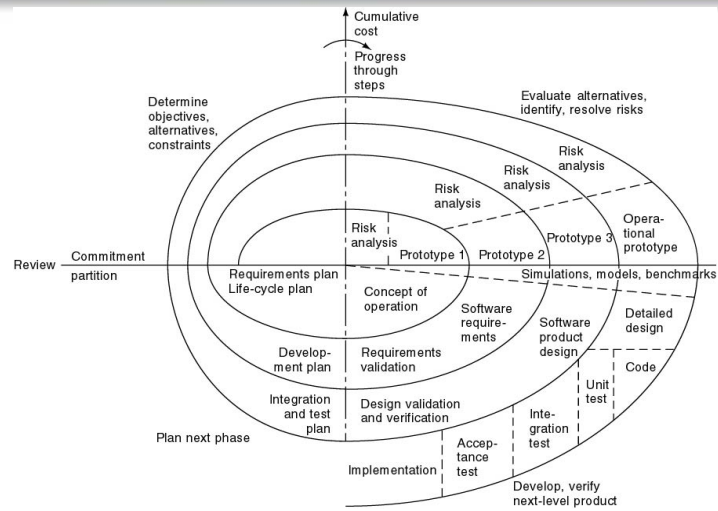 Cumulative
cost
Progress
through
steps
Evaluate alternatives,
identify, resolve risks
Determine
objectives,
alternatives,
constraints
Risk
analysis
Risk
analysis
Risk
analysis
Risk
analysis
Opera-
tional
prototype
Prototype 3
Prototype 2
Prototype 1
Review
Commitment
partition
Requirements plan
Life-cycle plan
Simulations, models, benchmarks
Concept of
operation
Software
require-
ments
Software
product
design
Detailed
design
Develop-
ment plan
Requirements
validation
Code
Unit
test
Integration
and test
plan
Design validation
and verification
Inte-
gration
test
Plan next phase
Accep-
tance
test
Implementation
Develop, verify
next-level product